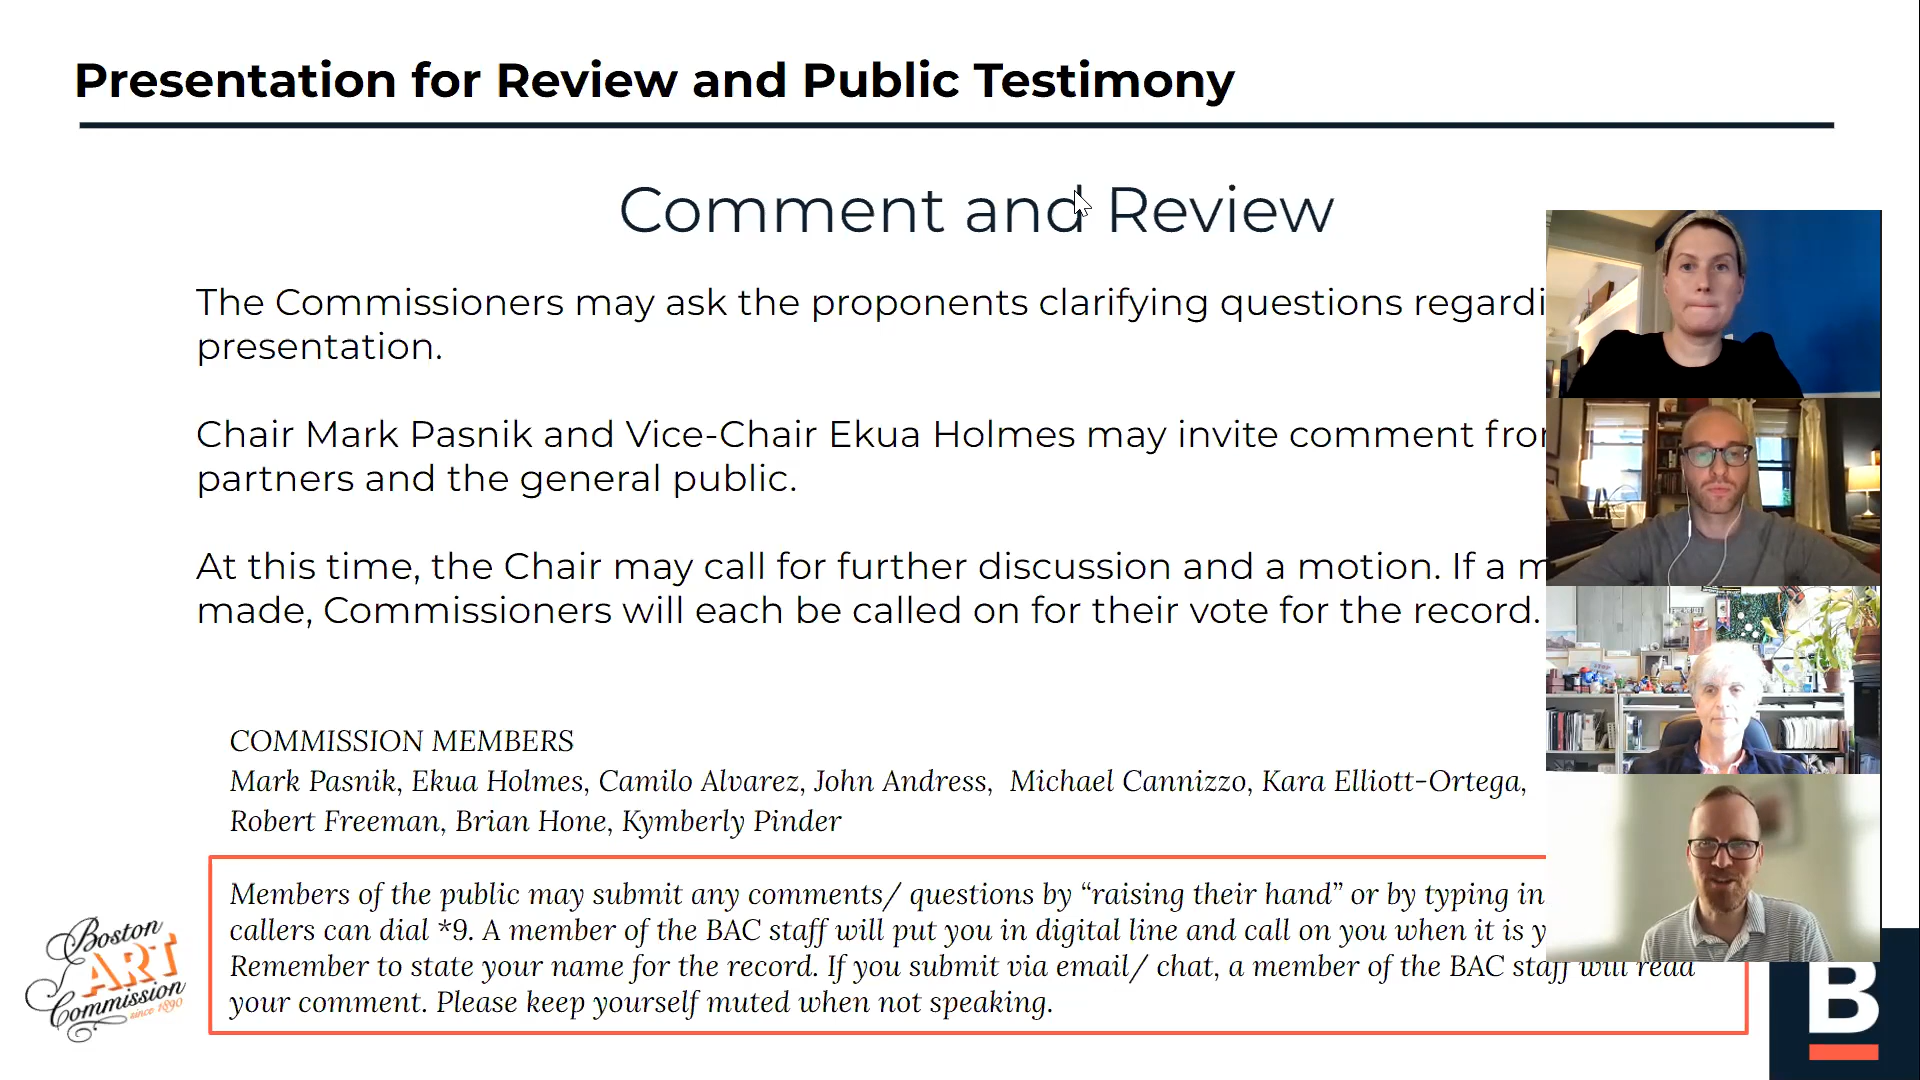 Presentation for Review and Public Testimony
Comment and Review
The Commissioners may ask the proponents clarifying questions
presentation.
Chair Mark Pasnik and Vice-Chair Ekua Holmes may invite comment
partners and the general public.
At this time, the Chair may call for further discussion and a motion. If a
made, Commissioners will each be called on for their vote for the record.
COMMISSION MEMBERS
Mark Pasnik, Ekua Holmes, Camilo Alvarez, John Andress, Michael Cannizzo, Kara Elliott-Ortega,
Robert Freeman, Brian Hone, Kymberly Pinder
Members of the public may submit any comments/ questions by “raising their hand” or by typing in
callers can dial *9. A member of the BAC staff will put you in digital line and call on you when it is
Remember to state your name for the record. If you submit via email/ chat, a member of the BAC staff will read
your comment. Please keep yourself muted when not speaking.
Boston
ART
Commission
since 1890
B